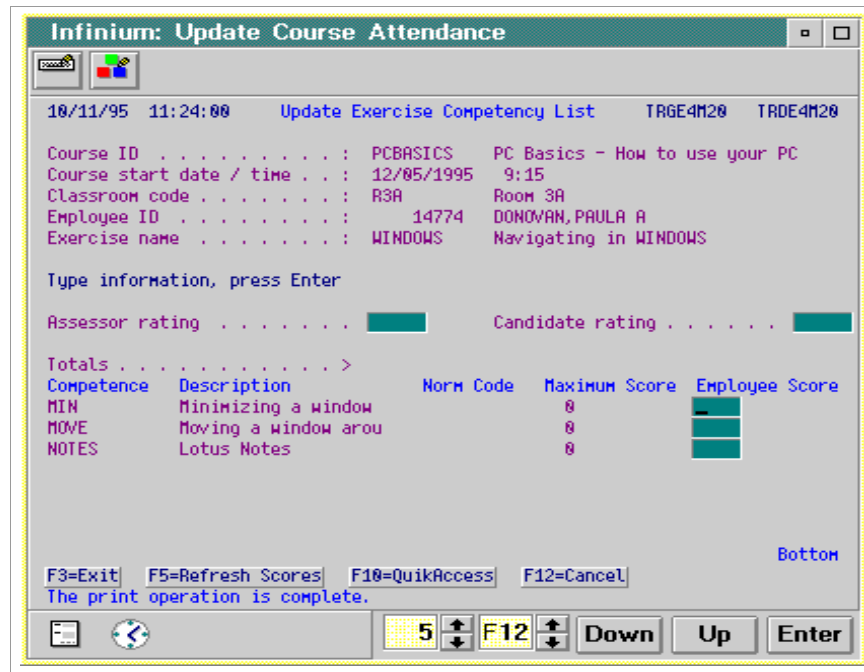 Infinium: Update Course Attendance
10/11/95 11:24:00 Update Exercise Competency List TRGE4M20 TRDE4M20
Course ID . . . . . . . . . : PCBASICS PC Basics - How to use your PC
Course start date / time . . : 12/05/1995 9:15
Classroom code . . . . . . . : R3A Room 3A
Employee ID . . . . . . . . : 14774 DONOVAN,PAULA A
Exercise name . . . . . . . : WINDOWS Navigating in WINDOWS
Type information, press Enter
Assessor rating . . . . . . . Candidate rating . . . . . .
Totals . . . . . . . . . . . >
Competence Description Norm Code Maximum Score Employee Score
MIN Minimizing a window 0
MOVE Moving a window arou 0
NOTES Lotus Notes 0
Bottom
F3=Exit F5=Refresh Scores F10=QuikAccess F12=Cancel
The print operation is complete.
5 F12 Down Up Enter